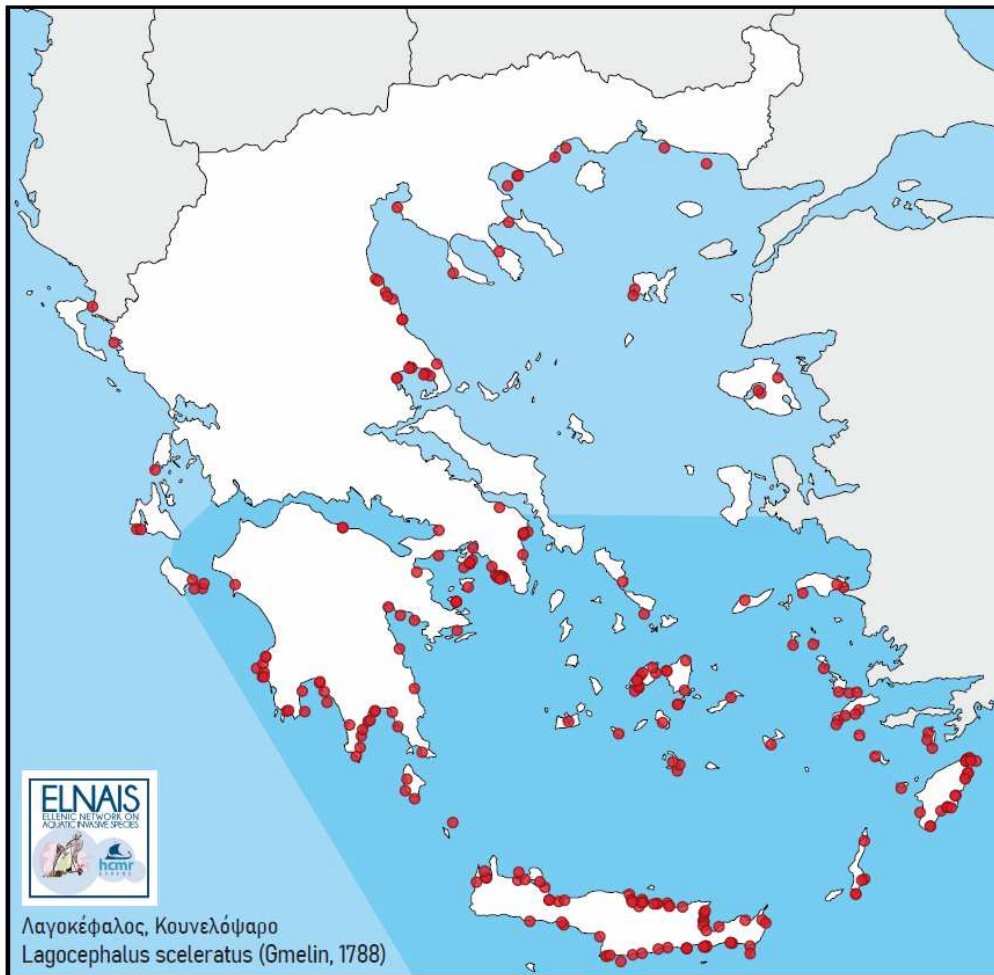 ELNAIS
ELLENIC NETWORK ON
AQUATIC INVASIVE SPECIES
hcmr
Λαγοκέφαλος, Κουνελόψαρο
Lagocephalus sceleratus (Gmelin, 1788)